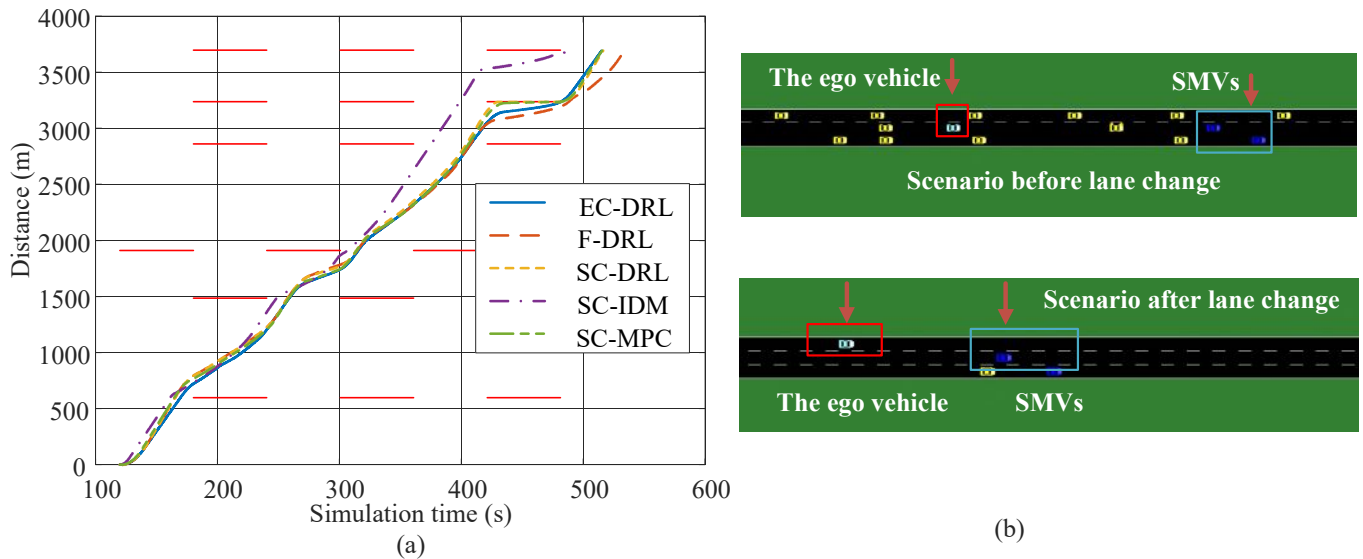 4000
3500
3000
2500
2000
1500
1000
500
0
Distance (m)
100
200
300
400
500
600
Simulation time (s)
EC-DRL
F-DRL
SC-DRL
SC-IDM
SC-MPC
(a)
The ego vehicle
SMVs
Scenario before lane change
Scenario after lane change
The ego vehicle
SMVs
(b)